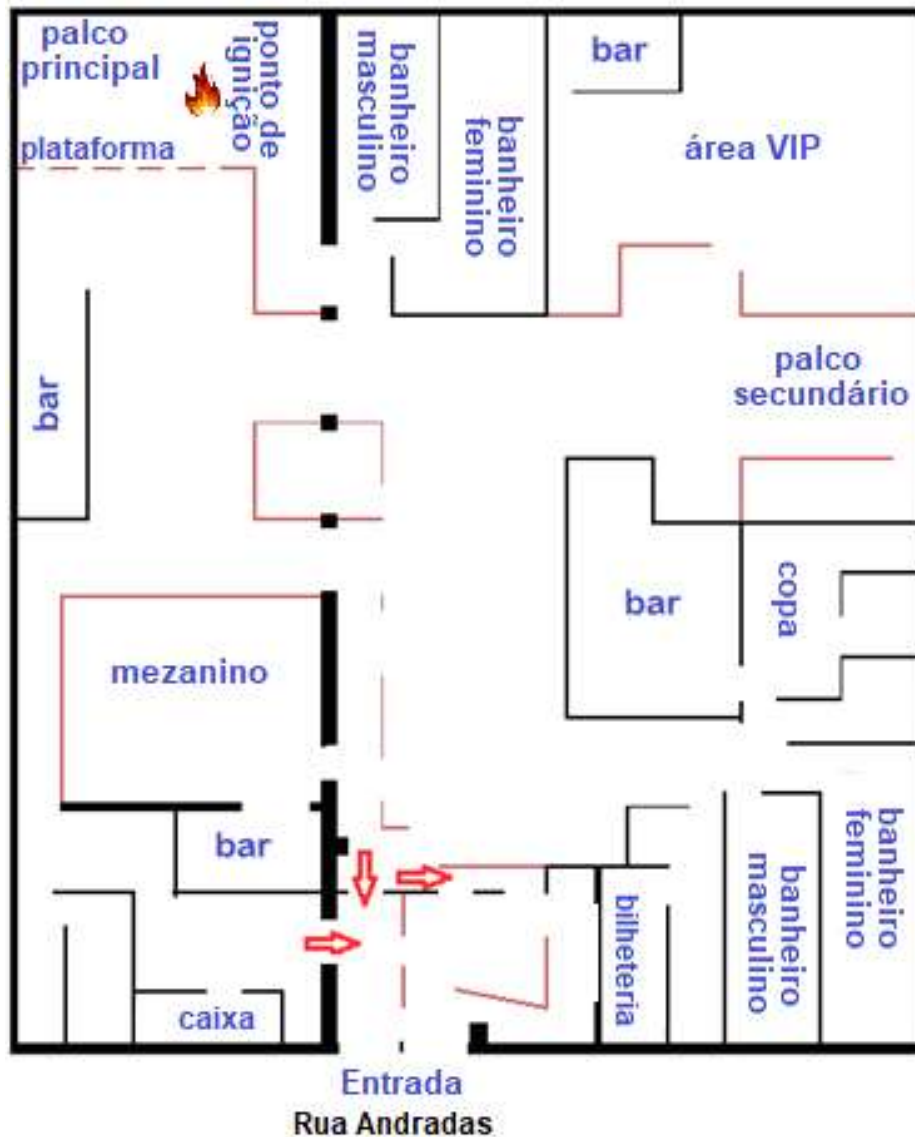 palco
principal
ponto de
ignição
plataforma
banheiro
masculino
banheiro
feminino
bar
área VIP
palco
secundário
bar
bar
copa
mezanino
bar
banheiro
feminino
banheiro
masculino
bilheteria
caixa
Entrada
Rua Andradas